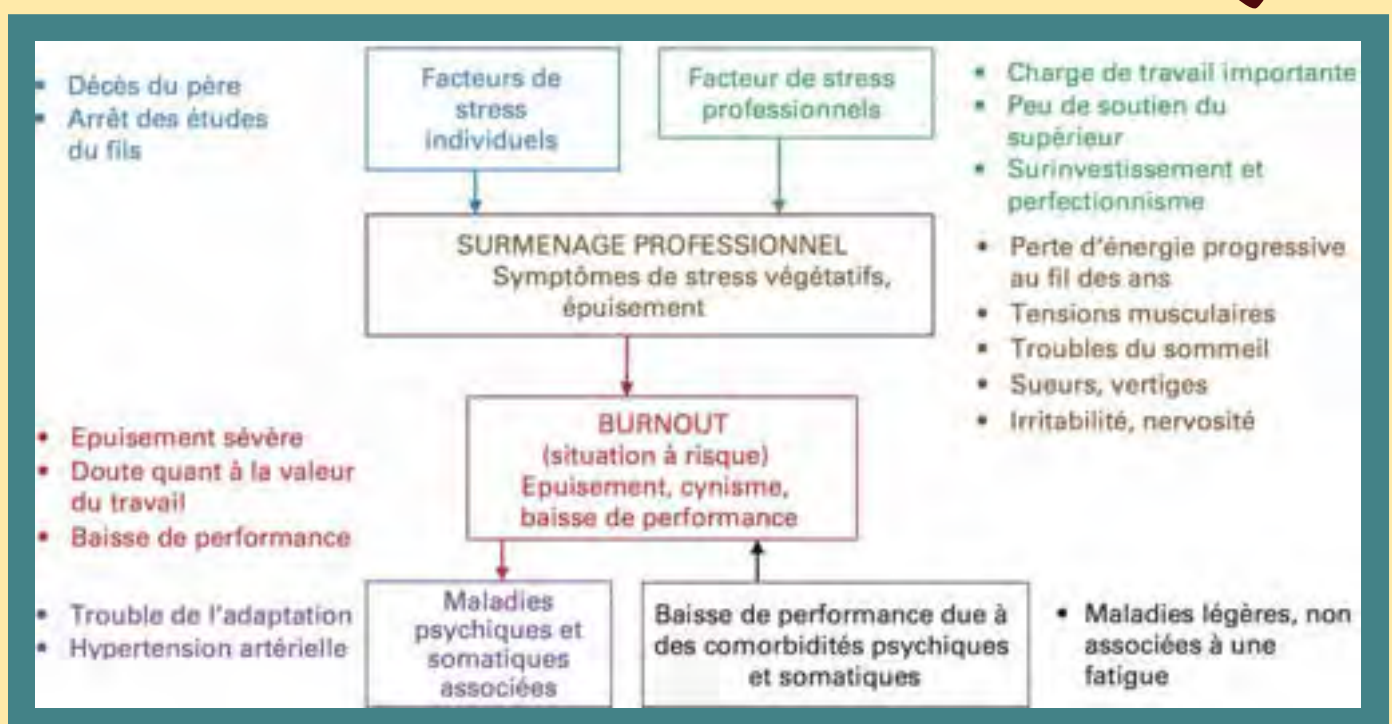 • Décès du père
• Arrêt des études
du fils
Facteurs de
stress
individuels
Facteur de stress
professionnels
• Charge de travail importante
• Peu de soutien du
supérieur
• Surinvestissement et
perfectionnisme
SURMENAGE PROFESSIONNEL
Symptômes de stress végétatifs,
épuisement
• Perte d'énergie progressive
au fil des ans
• Tensions musculaires
• Troubles du sommeil
• Sueurs, vertiges
• Irritabilité, nervosité
• Epuisement sévère
• Doute quant à la valeur
du travail
• Baisse de performance
BURNOUT
(situation à risque)
Epuisement, cynisme,
baisse de performance
• Trouble de l'adaptation
• Hypertension artérielle
Maladies
psychiques et
somatiques
associées
Baisse de performance due à
des comorbidités psychiques
et somatiques
• Maladies légères, non
associées à une
fatigue